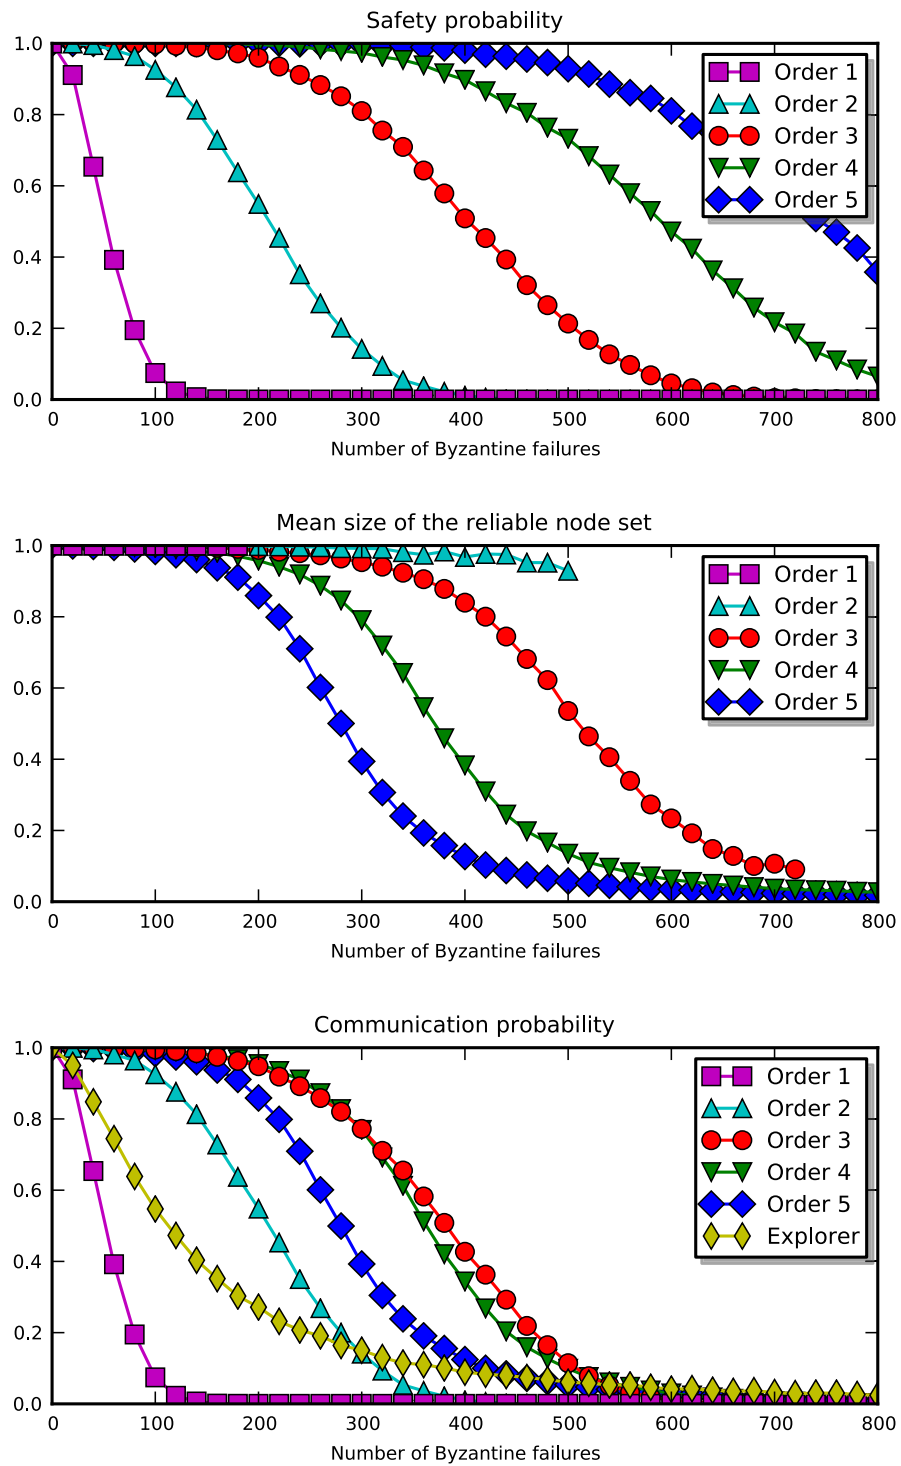 Safety probability
1.0
0.8
0.6
0.4
0.2
0.0
Order 1
Order 2
Order 3
Order 4
Order 5
0 100 200 300 400 500 600 700 800
Number of Byzantine failures
Mean size of the reliable node set
1.0
0.8
0.6
0.4
0.2
0.0
Order 1
Order 2
Order 3
Order 4
Order 5
0 100 200 300 400 500 600 700 800
Number of Byzantine failures
Communication probability
1.0
0.8
0.6
0.4
0.2
0.0
Order 1
Order 2
Order 3
Order 4
Order 5
Explorer
0 100 200 300 400 500 600 700 800
Number of Byzantine failures